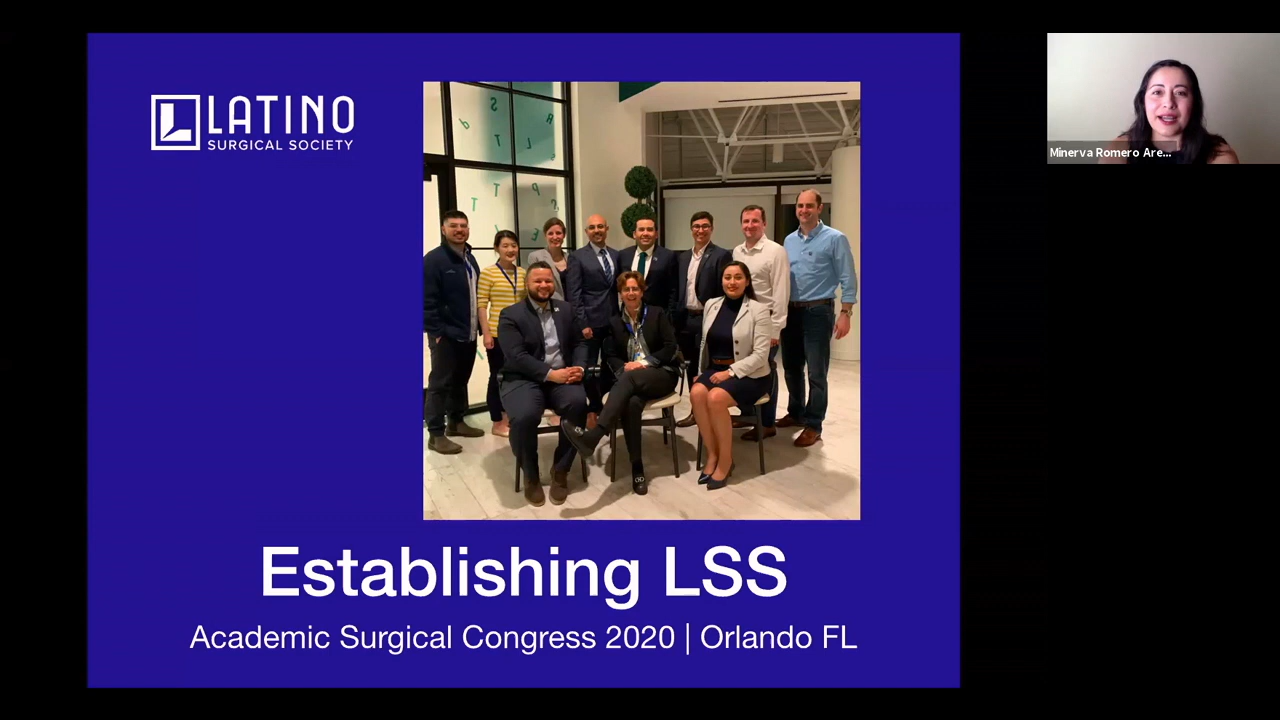 LATINO
SURGICAL SOCIETY
Minerva Romero Are...
Establishing LSS
Academic Surgical Congress 2020 | Orlando FL